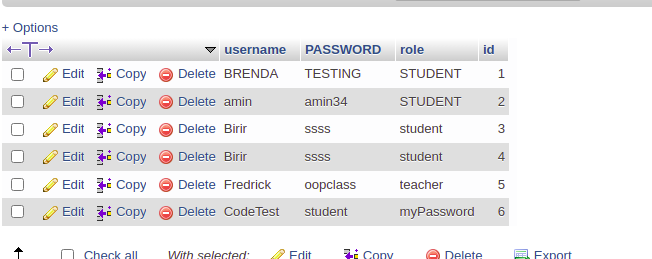 + Options
username PASSWORD role id
Edit Copy Delete BRENDA TESTING STUDENT 1
Edit Copy Delete amin amin34 STUDENT 2
Edit Copy Delete Birir ssss student 3
Edit Copy Delete Birir ssss student 4
Edit Copy Delete Fredrick oopclass teacher 5
Edit Copy Delete CodeTest student myPassword 6
Check all With selected: Edit Copy Delete Export